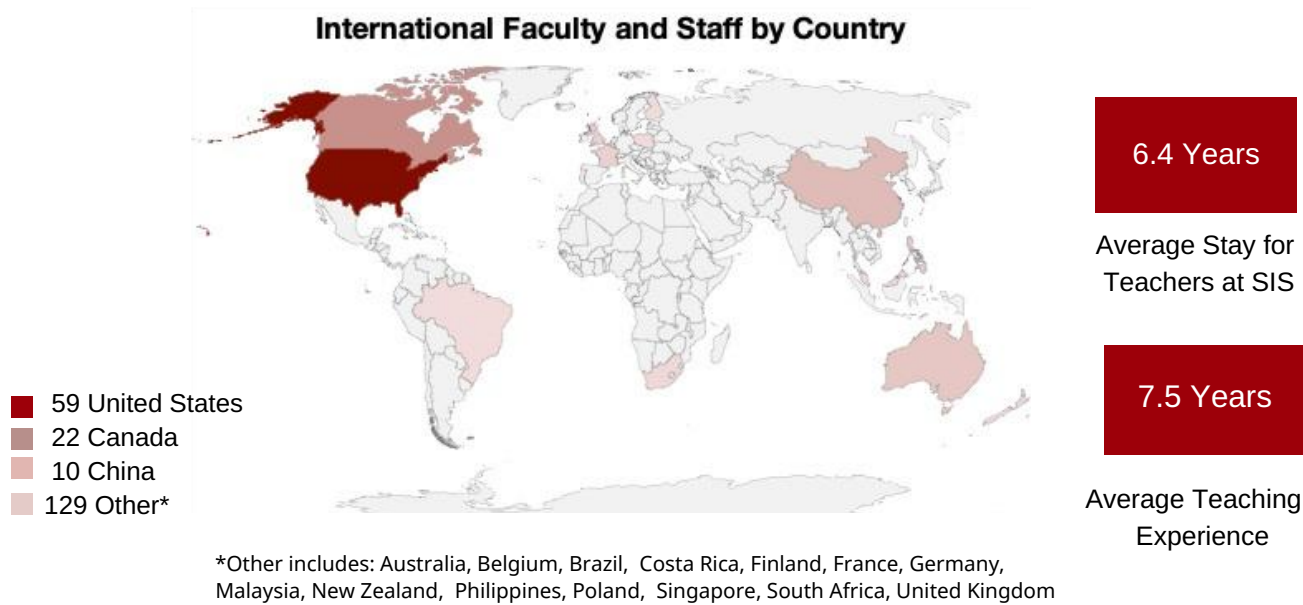 International Faculty and Staff by Country
6.4 Years
Average Stay for
Teachers at SIS
7.5 Years
Average Teaching
Experience
59 United States
22 Canada
10 China
129 Other*
*Other includes: Australia, Belgium, Brazil,  Costa Rica, Finland, France, Germany,
Malaysia, New Zealand,  Philippines, Poland,  Singapore, South Africa, United Kingdom